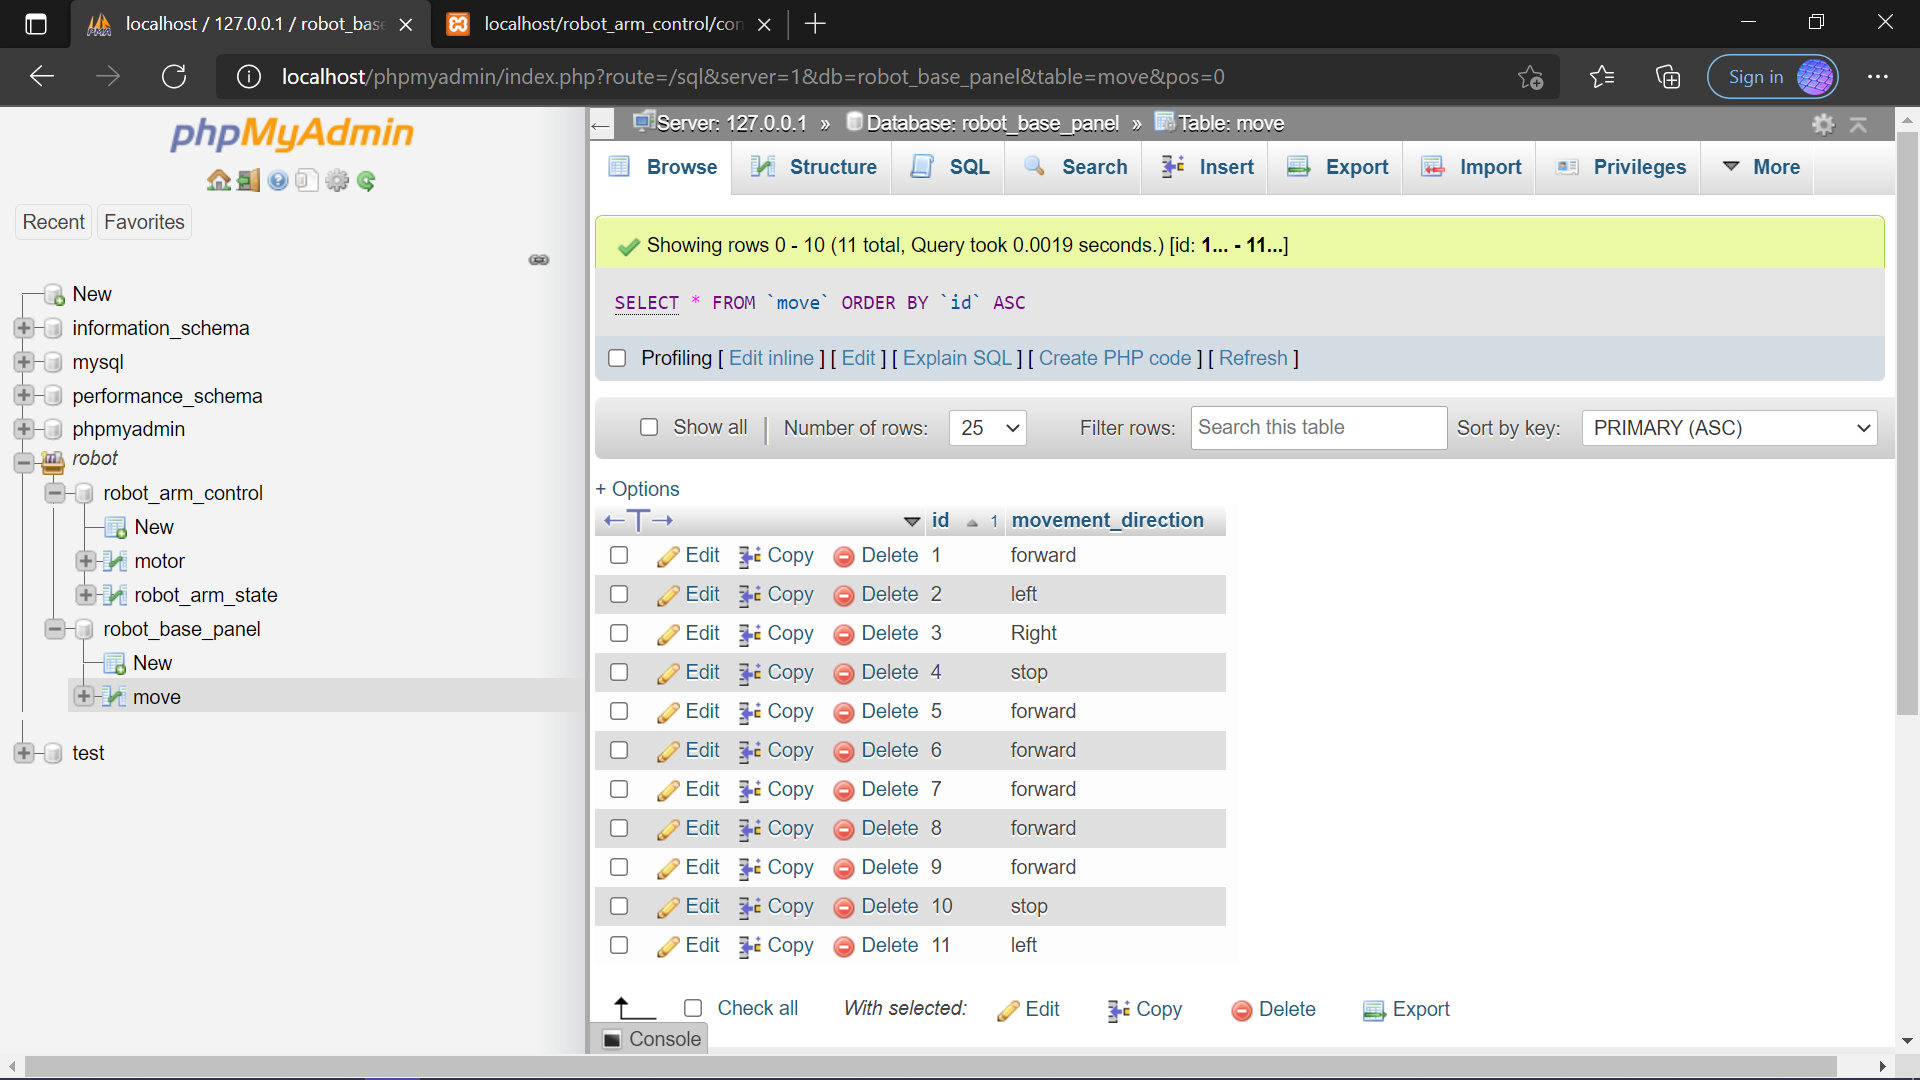 localhost / 127.0.0.1 / robot_base
localhost/robot_arm_control/con
localhost/phpmyadmin/index.php?route=/sql&server=1&db=robot_base_panel&table=move&pos=0
Sign in
phpMyAdmin
Recent Favorites
New
information_schema
mysql
performance_schema
phpmyadmin
robot
robot_arm_control
New
motor
robot_arm_state
robot_base_panel
New
move
test
Server: 127.0.0.1 » Database: robot_base_panel » Table: move
Browse Structure SQL Search Insert Export Import Privileges More
Showing rows 0 - 10 (11 total, Query took 0.0019 seconds.) [id: 1... - 11...]
SELECT * FROM `move` ORDER BY `id` ASC
Profiling [ Edit inline ] [ Edit ] [ Explain SQL ] [ Create PHP code ] [ Refresh ]
Show all Number of rows: 25 Filter rows: Search this table Sort by key: PRIMARY (ASC)
+ Options
id 1 movement_direction
Edit Copy Delete 1 forward
Edit Copy Delete 2 left
Edit Copy Delete 3 Right
Edit Copy Delete 4 stop
Edit Copy Delete 5 forward
Edit Copy Delete 6 forward
Edit Copy Delete 7 forward
Edit Copy Delete 8 forward
Edit Copy Delete 9 forward
Edit Copy Delete 10 stop
Edit Copy Delete 11 left
Check all With selected: Edit Copy Delete Export
Console